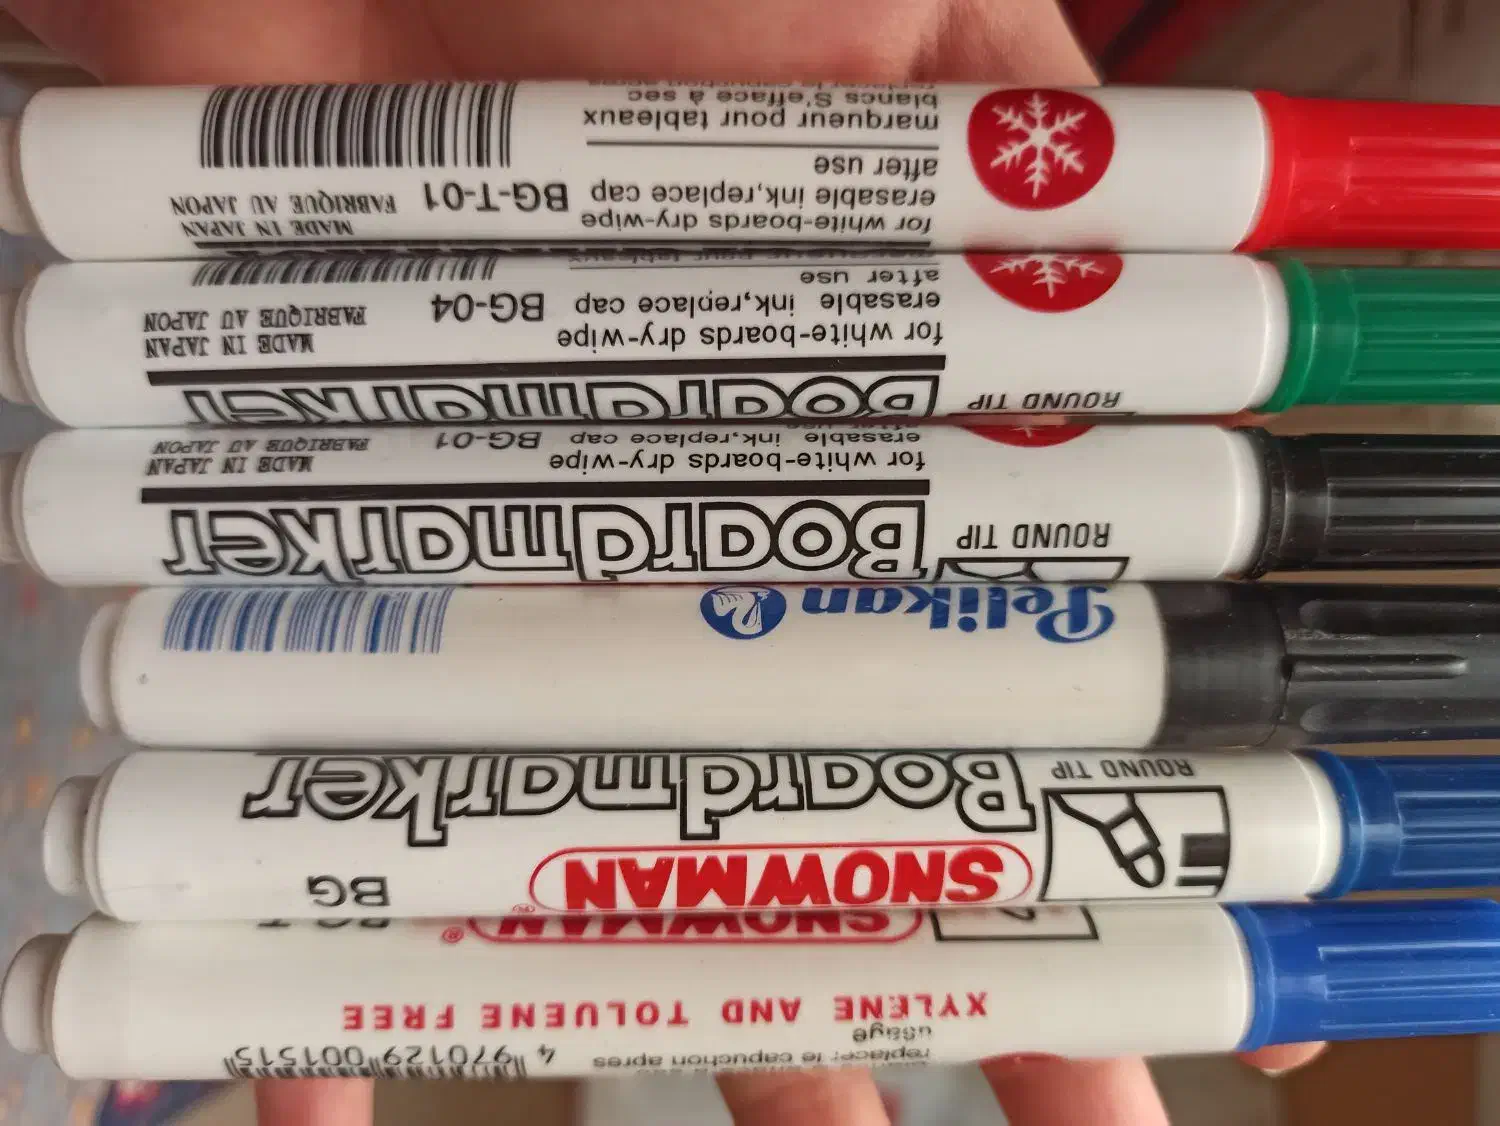 replacer le capuchon apres
usage
4 970129 001515
XYLENE AND TOLUENE FREE
SNOWMAN®
SNOWMAN®
BG
ROUND TIP
Boardmarker
Pelikan
ROUND TIP
Boardmarker
for white-boards dry-wipe
erasable ink,replace cap BG-01
MADE IN JAPAN
FABRIQUE AU JAPON
ROUND TIP
Boardmarker
for white-boards dry-wipe
erasable ink,replace cap BG-04
after use
MADE IN JAPAN
FABRIQUE AU JAPON
for white-boards dry-wipe
erasable ink,replace cap BG-T-01
after use
MADE IN JAPAN
FABRIQUE AU JAPON
marqueur pour tableaux
blancs S'efface à sec